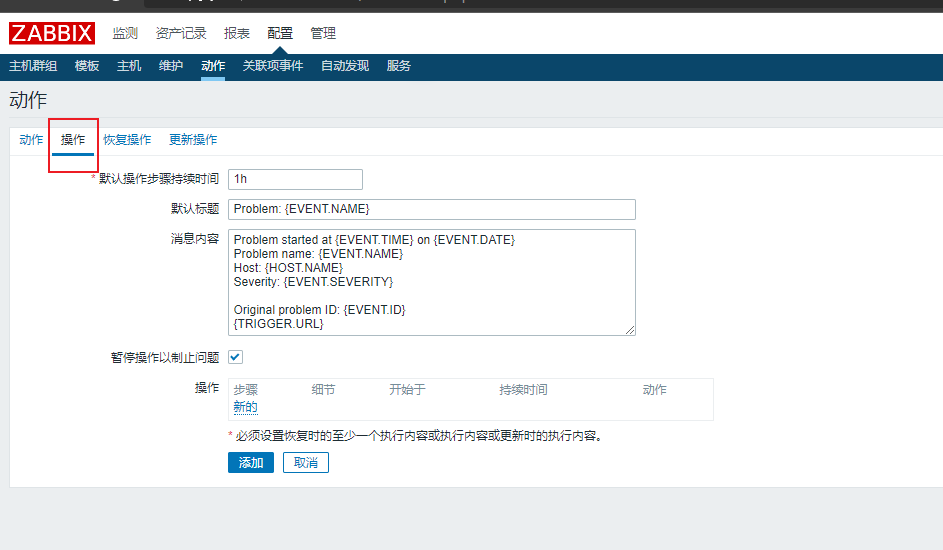 ZABBIX 监测 资产记录 报表 配置 管理
主机群组 模板 主机 维护 动作 关联项事件 自动发现 服务
动作
动作 操作 恢复操作 更新操作
* 默认操作步骤持续时间 1h
默认标题 Problem: {EVENT.NAME}
消息内容 Problem started at {EVENT.TIME} on {EVENT.DATE}
Problem name: {EVENT.NAME}
Host: {HOST.NAME}
Severity: {EVENT.SEVERITY}
Original problem ID: {EVENT.ID}
{TRIGGER.URL}
暂停操作以制止问题
操作 步骤 细节 开始于 持续时间 动作
新的
* 必须设置恢复时的至少一个执行内容或执行内容或更新时的执行内容。
添加 取消